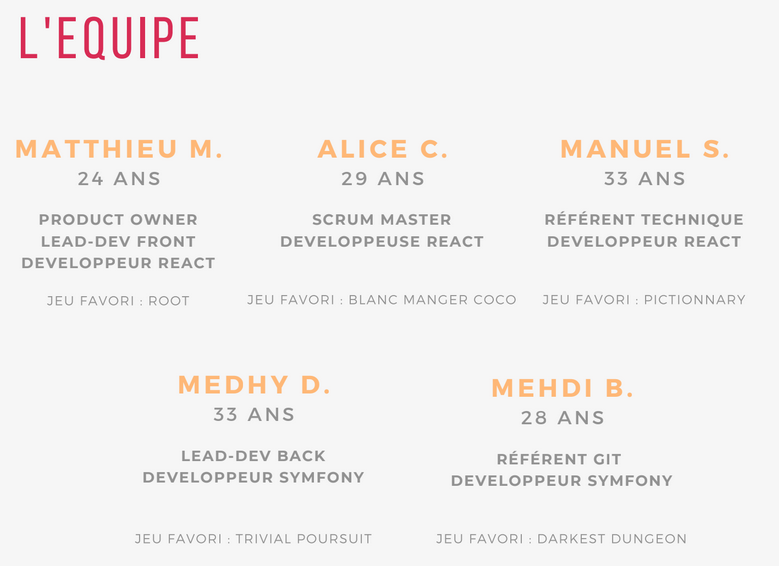 L'EQUIPE
MATTHIEU M.
24 ANS
PRODUCT OWNER
LEAD-DEV FRONT
DEVELOPPEUR REACT
JEU FAVORI : ROOT
ALICE C.
29 ANS
SCRUM MASTER
DEVELOPPEUSE REACT
JEU FAVORI : BLANC MANGER COCO
MANUEL S.
33 ANS
RÉFÉRENT TECHNIQUE
DEVELOPPEUR REACT
JEU FAVORI : PICTIONNARY
MEDHY D.
33 ANS
LEAD-DEV BACK
DEVELOPPEUR SYMFONY
JEU FAVORI : TRIVIAL POURSUIT
MEHDI B.
28 ANS
RÉFÉRENT GIT
DEVELOPPEUR SYMFONY
JEU FAVORI : DARKEST DUNGEON